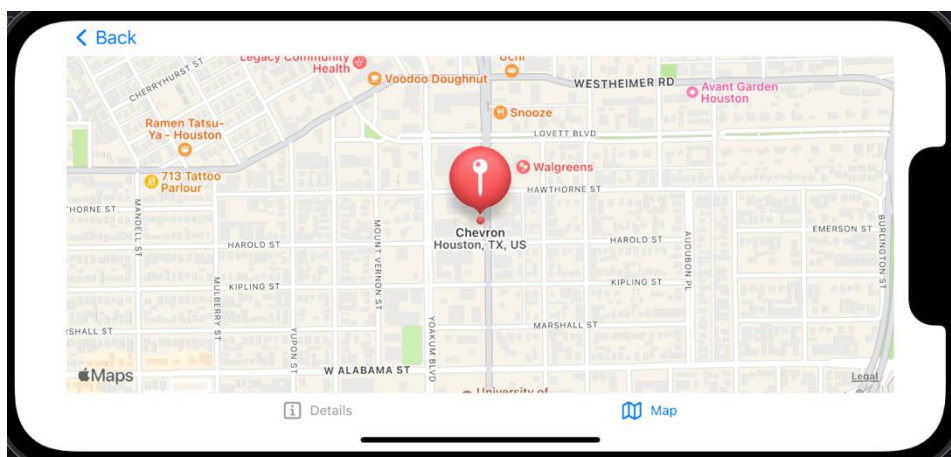 Back
Legacy Community
Health
Uchi
CHERRYHURST ST
Voodoo Doughnut
WESTHEIMER RD
Avant Garden
Houston
Snooze
Ramen Tatsu-
Ya - Houston
LOVETT BLVD
Walgreens
713 Tattoo
Parlour
HAWTHORNE ST
THORNE ST
MANDELL ST
Chevron
Houston, TX, US
HAROLD ST
MOUNT VERNON ST
HAROLD ST
AUDUBON PL
EMERSON ST
BURLINGTON ST
KIPLING ST
MULBERRY ST
KIPLING ST
RSHALL ST
YUPON ST
YOAKUM BLVD
MARSHALL ST
W ALABAMA ST
Maps
University of
Legal
Details
Map